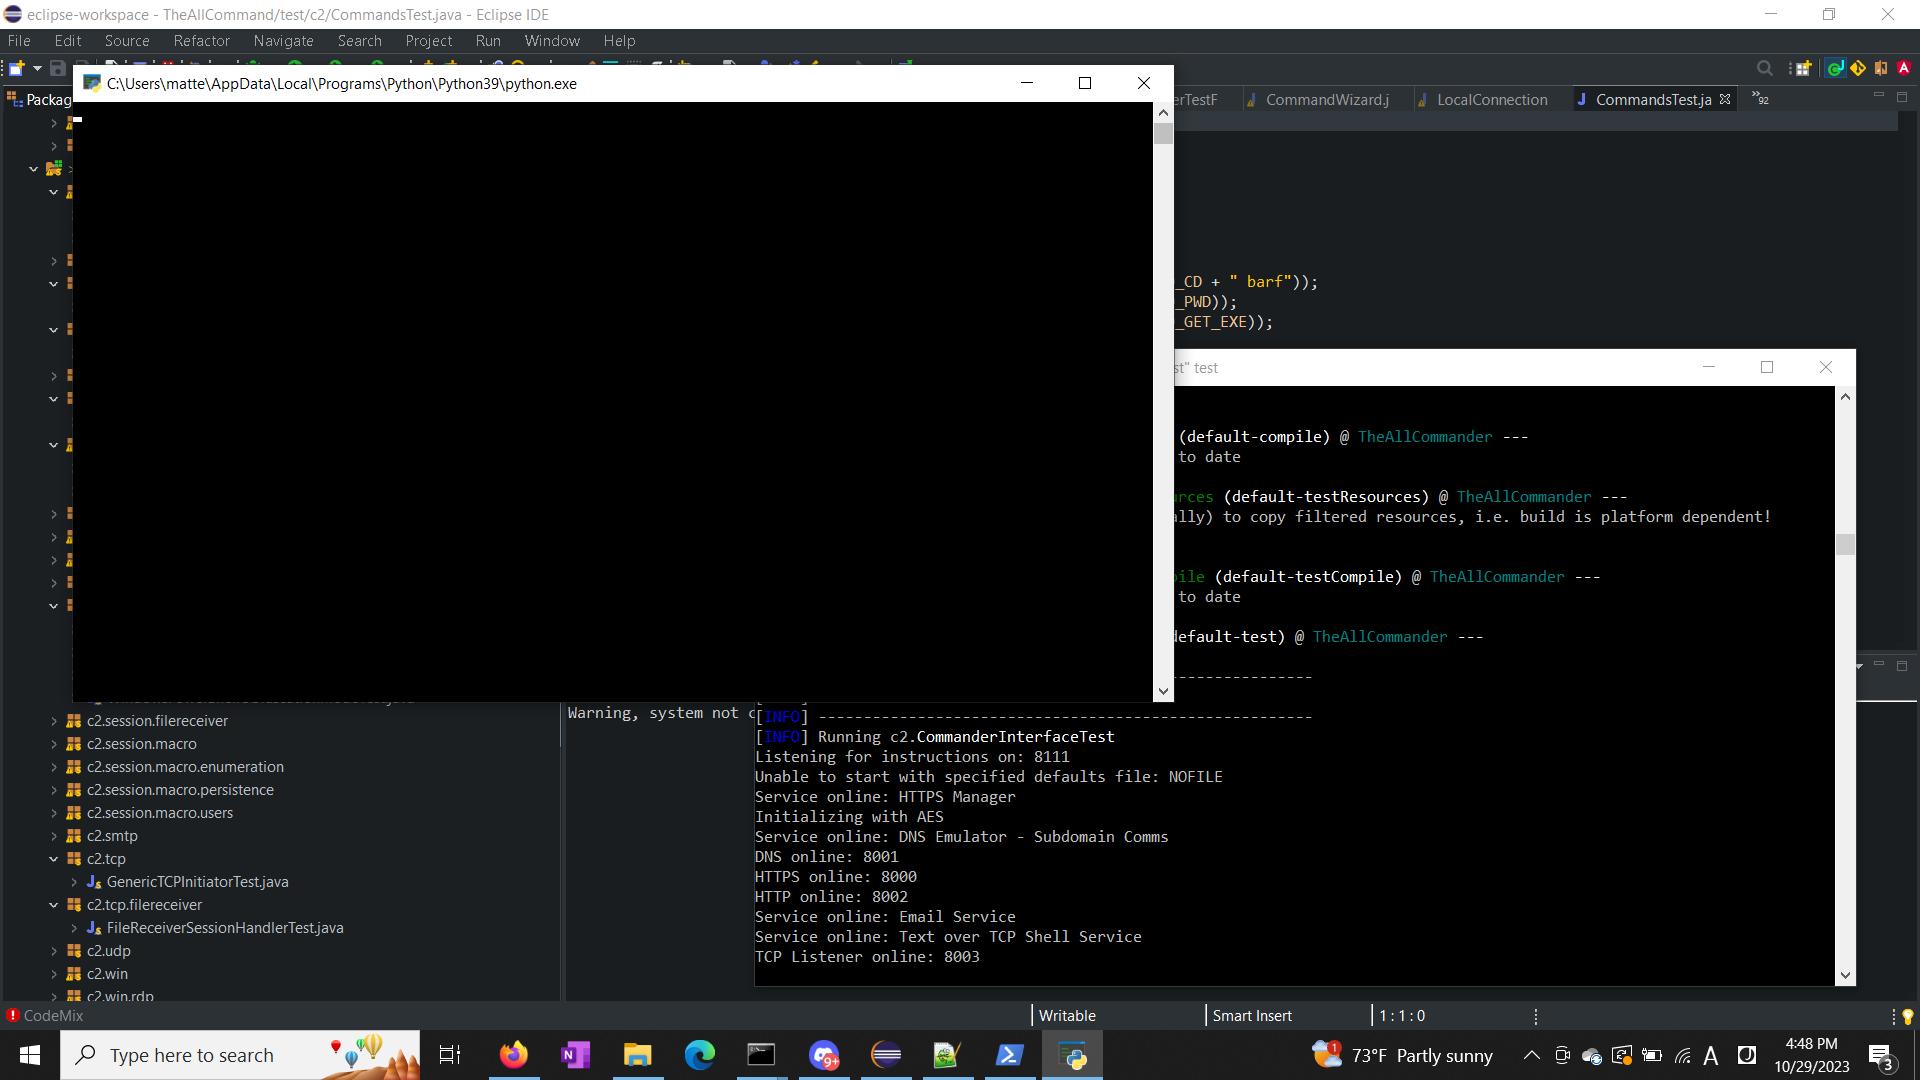 eclipse-workspace - TheAllCommand/test/c2/CommandsTest.java - Eclipse IDE
File Edit Source Refactor Navigate Search Project Run Window Help
C:\Users\matte\AppData\Local\Programs\Python\Python39\python.exe
Packag
erTestF CommandWizard.j LocalConnection CommandsTest.ja 92
_CD + " barf"));
_PWD));
_GET_EXE));
st" test
(default-compile) @ TheAllCommander ---
to date
urces (default-testResources) @ TheAllCommander ---
ally) to copy filtered resources, i.e. build is platform dependent!
pile (default-testCompile) @ TheAllCommander ---
to date
default-test) @ TheAllCommander ---
Warning, system not c
[INFO] -------------------------------------------------------
[INFO] Running c2.CommanderInterfaceTest
Listening for instructions on: 8111
Unable to start with specified defaults file: NOFILE
Service online: HTTPS Manager
Initializing with AES
Service online: DNS Emulator - Subdomain Comms
DNS online: 8001
HTTPS online: 8000
HTTP online: 8002
Service online: Email Service
Service online: Text over TCP Shell Service
TCP Listener online: 8003
c2.session.filereceiver
c2.session.macro
c2.session.macro.enumeration
c2.session.macro.persistence
c2.session.macro.users
c2.smtp
c2.tcp
GenericTCPInitiatorTest.java
c2.tcp.filereceiver
FileReceiverSessionHandlerTest.java
c2.udp
c2.win
c2.win.rdp
CodeMix
Writable
Smart Insert
1 : 1 : 0
Type here to search
9+
1
73°F Partly sunny
4:48 PM
10/29/2023
3